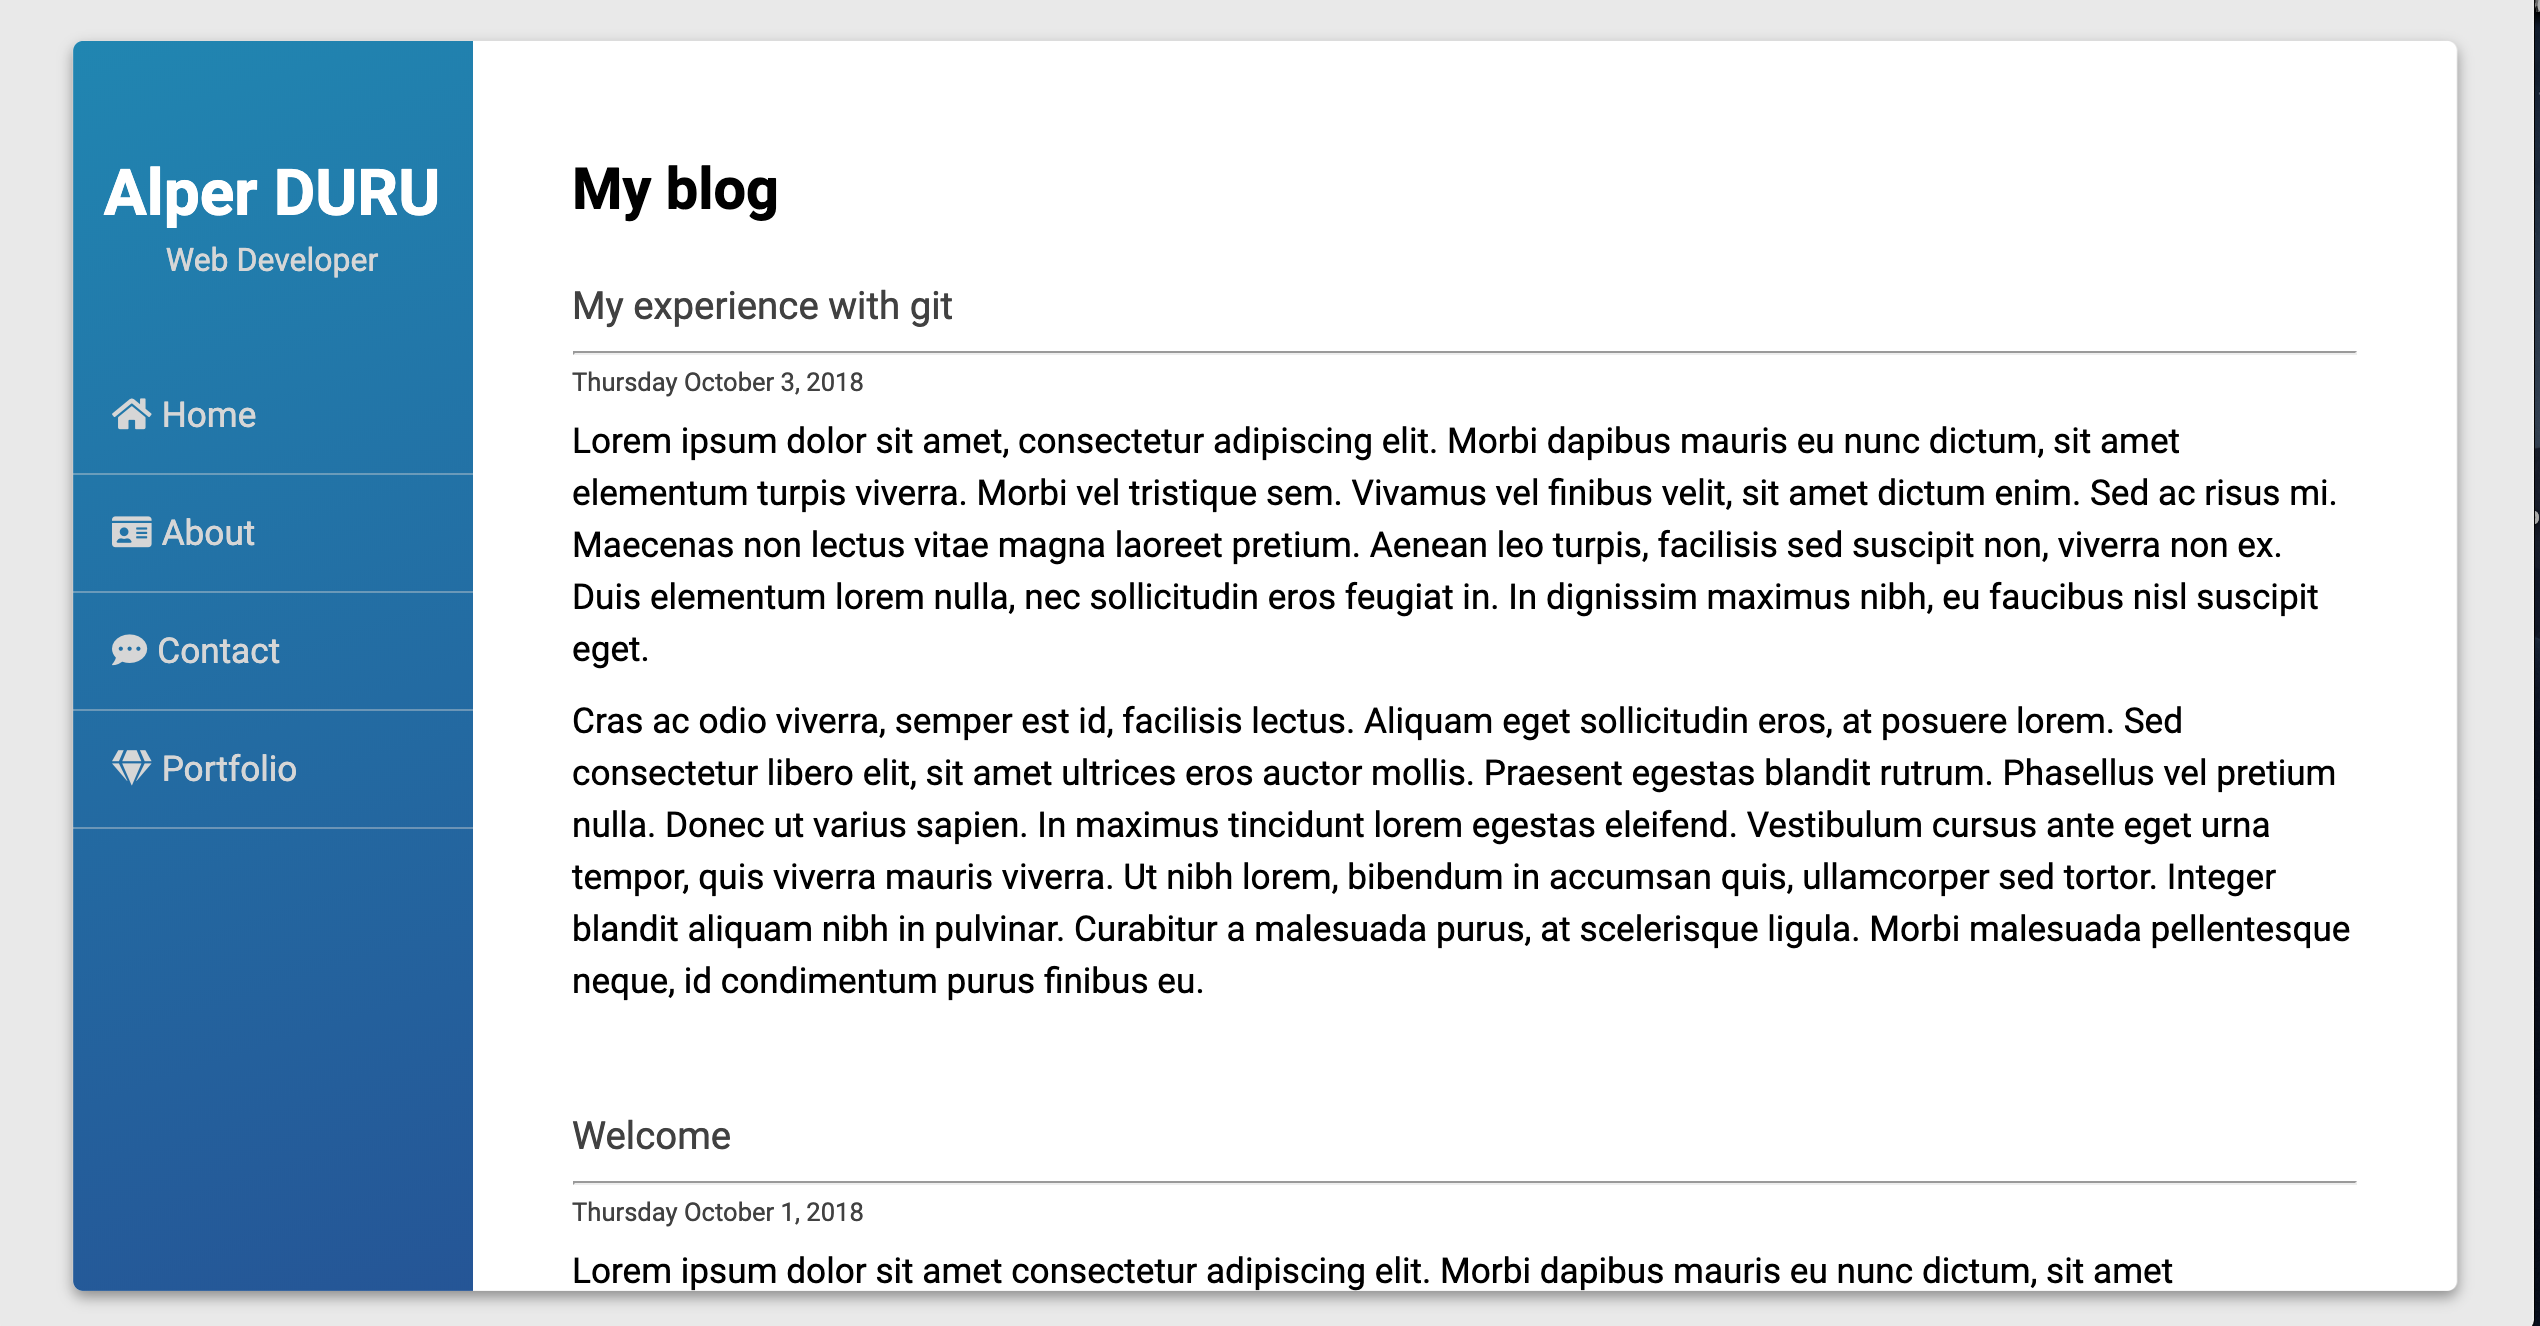 Alper DURU
Web Developer
Home
About
Contact
Portfolio
My blog
My experience with git
Thursday October 3, 2018
Lorem ipsum dolor sit amet, consectetur adipiscing elit. Morbi dapibus mauris eu nunc dictum, sit amet
elementum turpis viverra. Morbi vel tristique sem. Vivamus vel finibus velit, sit amet dictum enim. Sed ac risus mi.
Maecenas non lectus vitae magna laoreet pretium. Aenean leo turpis, facilisis sed suscipit non, viverra non ex.
Duis elementum lorem nulla, nec sollicitudin eros feugiat in. In dignissim maximus nibh, eu faucibus nisl suscipit
eget.
Cras ac odio viverra, semper est id, facilisis lectus. Aliquam eget sollicitudin eros, at posuere lorem. Sed
consectetur libero elit, sit amet ultrices eros auctor mollis. Praesent egestas blandit rutrum. Phasellus vel pretium
nulla. Donec ut varius sapien. In maximus tincidunt lorem egestas eleifend. Vestibulum cursus ante eget urna
tempor, quis viverra mauris viverra. Ut nibh lorem, bibendum in accumsan quis, ullamcorper sed tortor. Integer
blandit aliquam nibh in pulvinar. Curabitur a malesuada purus, at scelerisque ligula. Morbi malesuada pellentesque
neque, id condimentum purus finibus eu.
Welcome
Thursday October 1, 2018
Lorem ipsum dolor sit amet consectetur adipiscing elit. Morbi dapibus mauris eu nunc dictum, sit amet